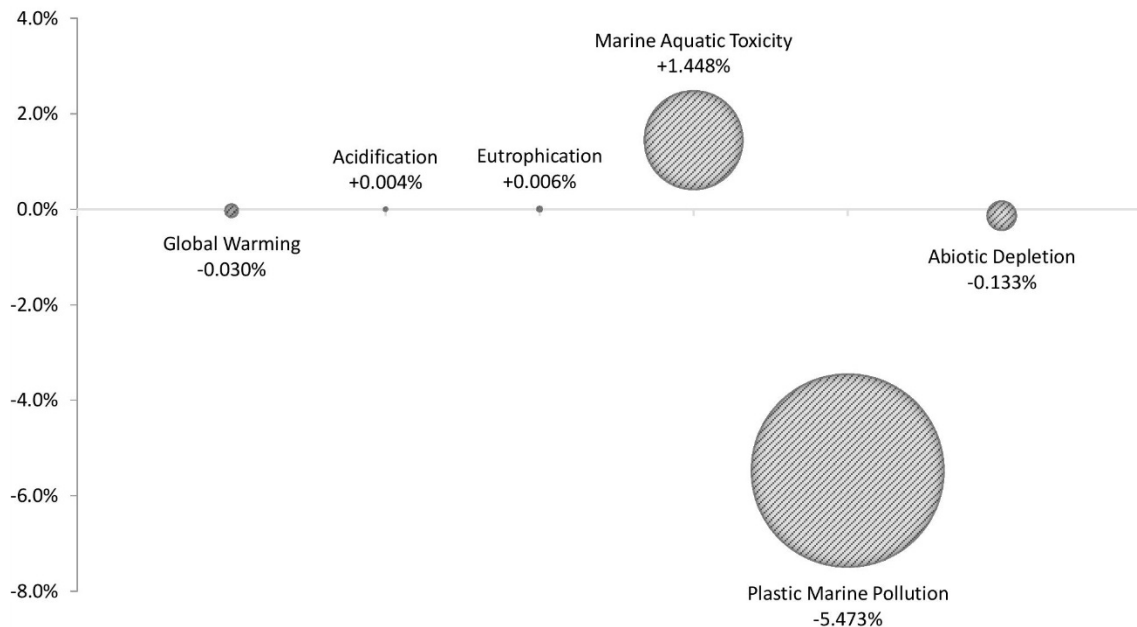 4.0%
Marine Aquatic Toxicity
+1.448%
2.0%
Acidification
+0.004%
Eutrophication
+0.006%
0.0%
Global Warming
-0.030%
Abiotic Depletion
-0.133%
-2.0%
-4.0%
-6.0%
-8.0%
Plastic Marine Pollution
-5.473%